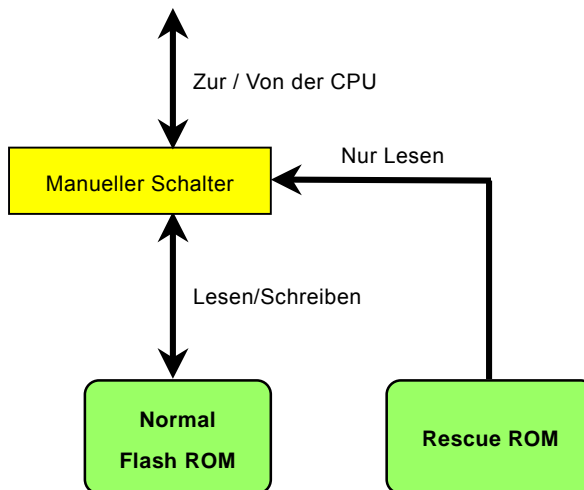 Zur / Von der CPU
Nur Lesen
Manueller Schalter
Lesen/Schreiben
Normal
Flash ROM
Rescue ROM